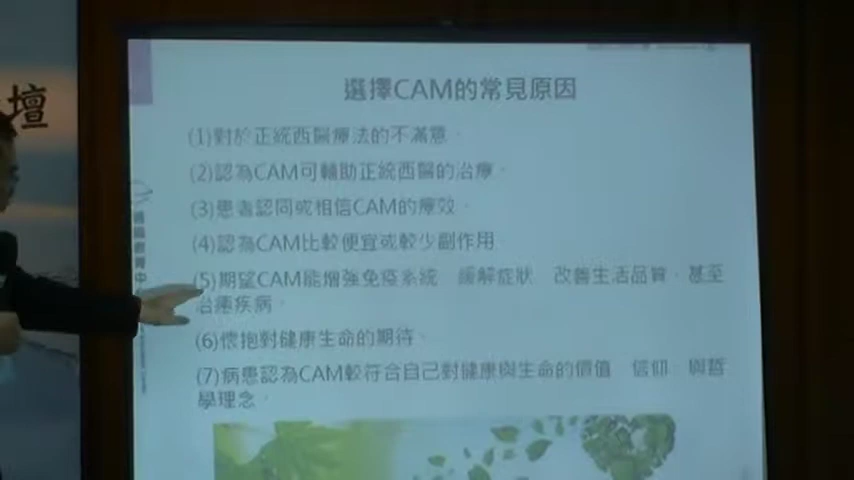 壇
選擇CAM的常見原因
(1)對於正統西醫療法的不滿意。
(2)認為CAM可輔助正統西醫的治療。
(3)患者認同或相信CAM的療效。
(4)認為CAM比較便宜或較少副作用
(5)期望CAM能增強免疫系統 緩解症狀 改善生活品質、甚至
治癒疾病。
(6)懷抱對健康生命的期待。
(7)病患認為CAM較符合自己對健康與生命的價值 信仰 與哲
學理念。